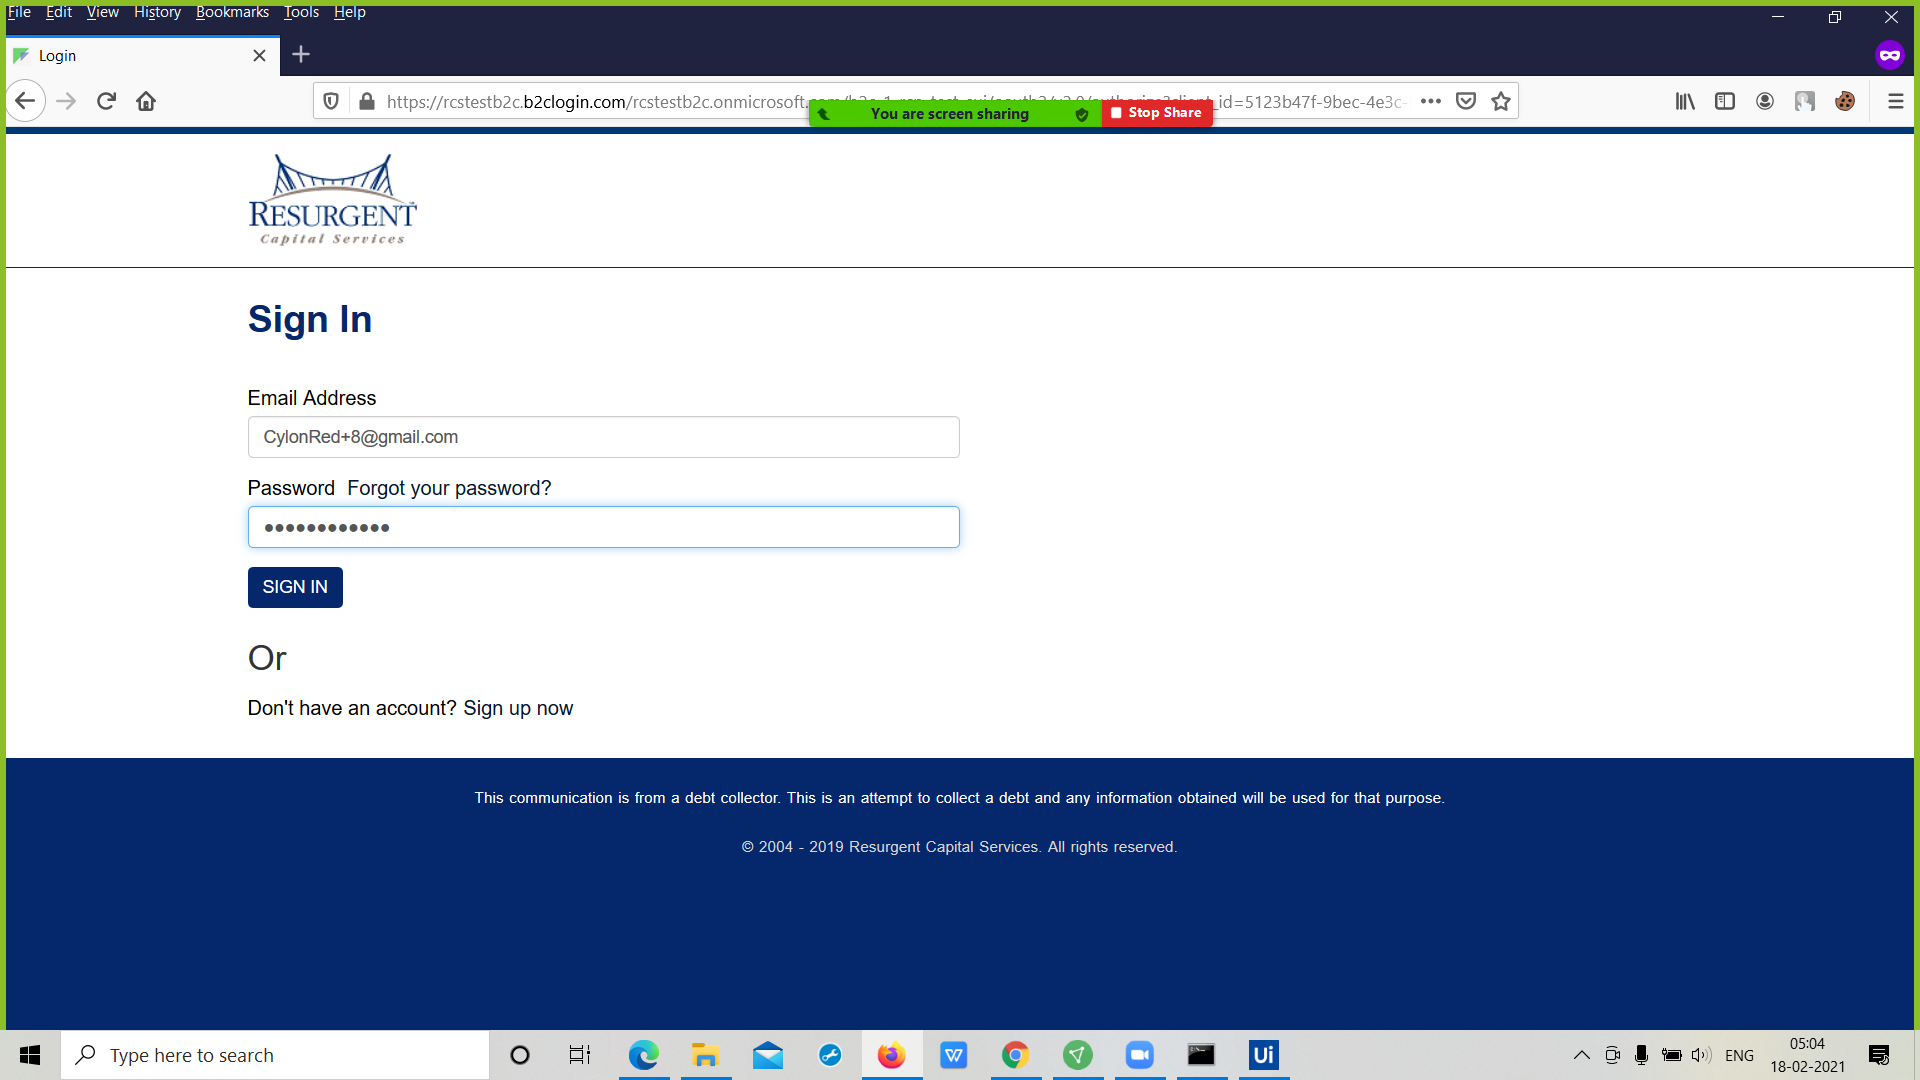 File Edit View History Bookmarks Tools Help
Login
https://rcstestb2c.b2clogin.com/rcstestb2c.onmicrosoft.
_id=5123b47f-9bec-4e3c-
You are screen sharing
Stop Share
RESURGENT
Capital Services
Sign In
Email Address
CylonRed+8@gmail.com
Password Forgot your password?
••••••••••••
SIGN IN
Or
Don't have an account? Sign up now
This communication is from a debt collector. This is an attempt to collect a debt and any information obtained will be used for that purpose.
© 2004 - 2019 Resurgent Capital Services. All rights reserved.
Type here to search
W
Ui
ENG
05:04
18-02-2021